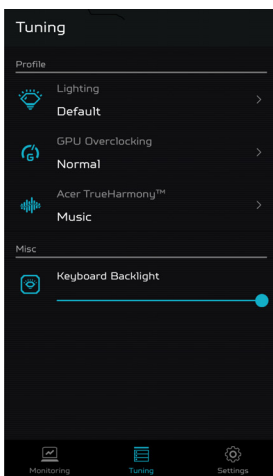 Tuning
Profile
Lighting
Default
GPU Overclocking
Normal
Acer TrueHarmony™
Music
Misc
Keyboard Backlight
Monitoring
Tuning
Settings